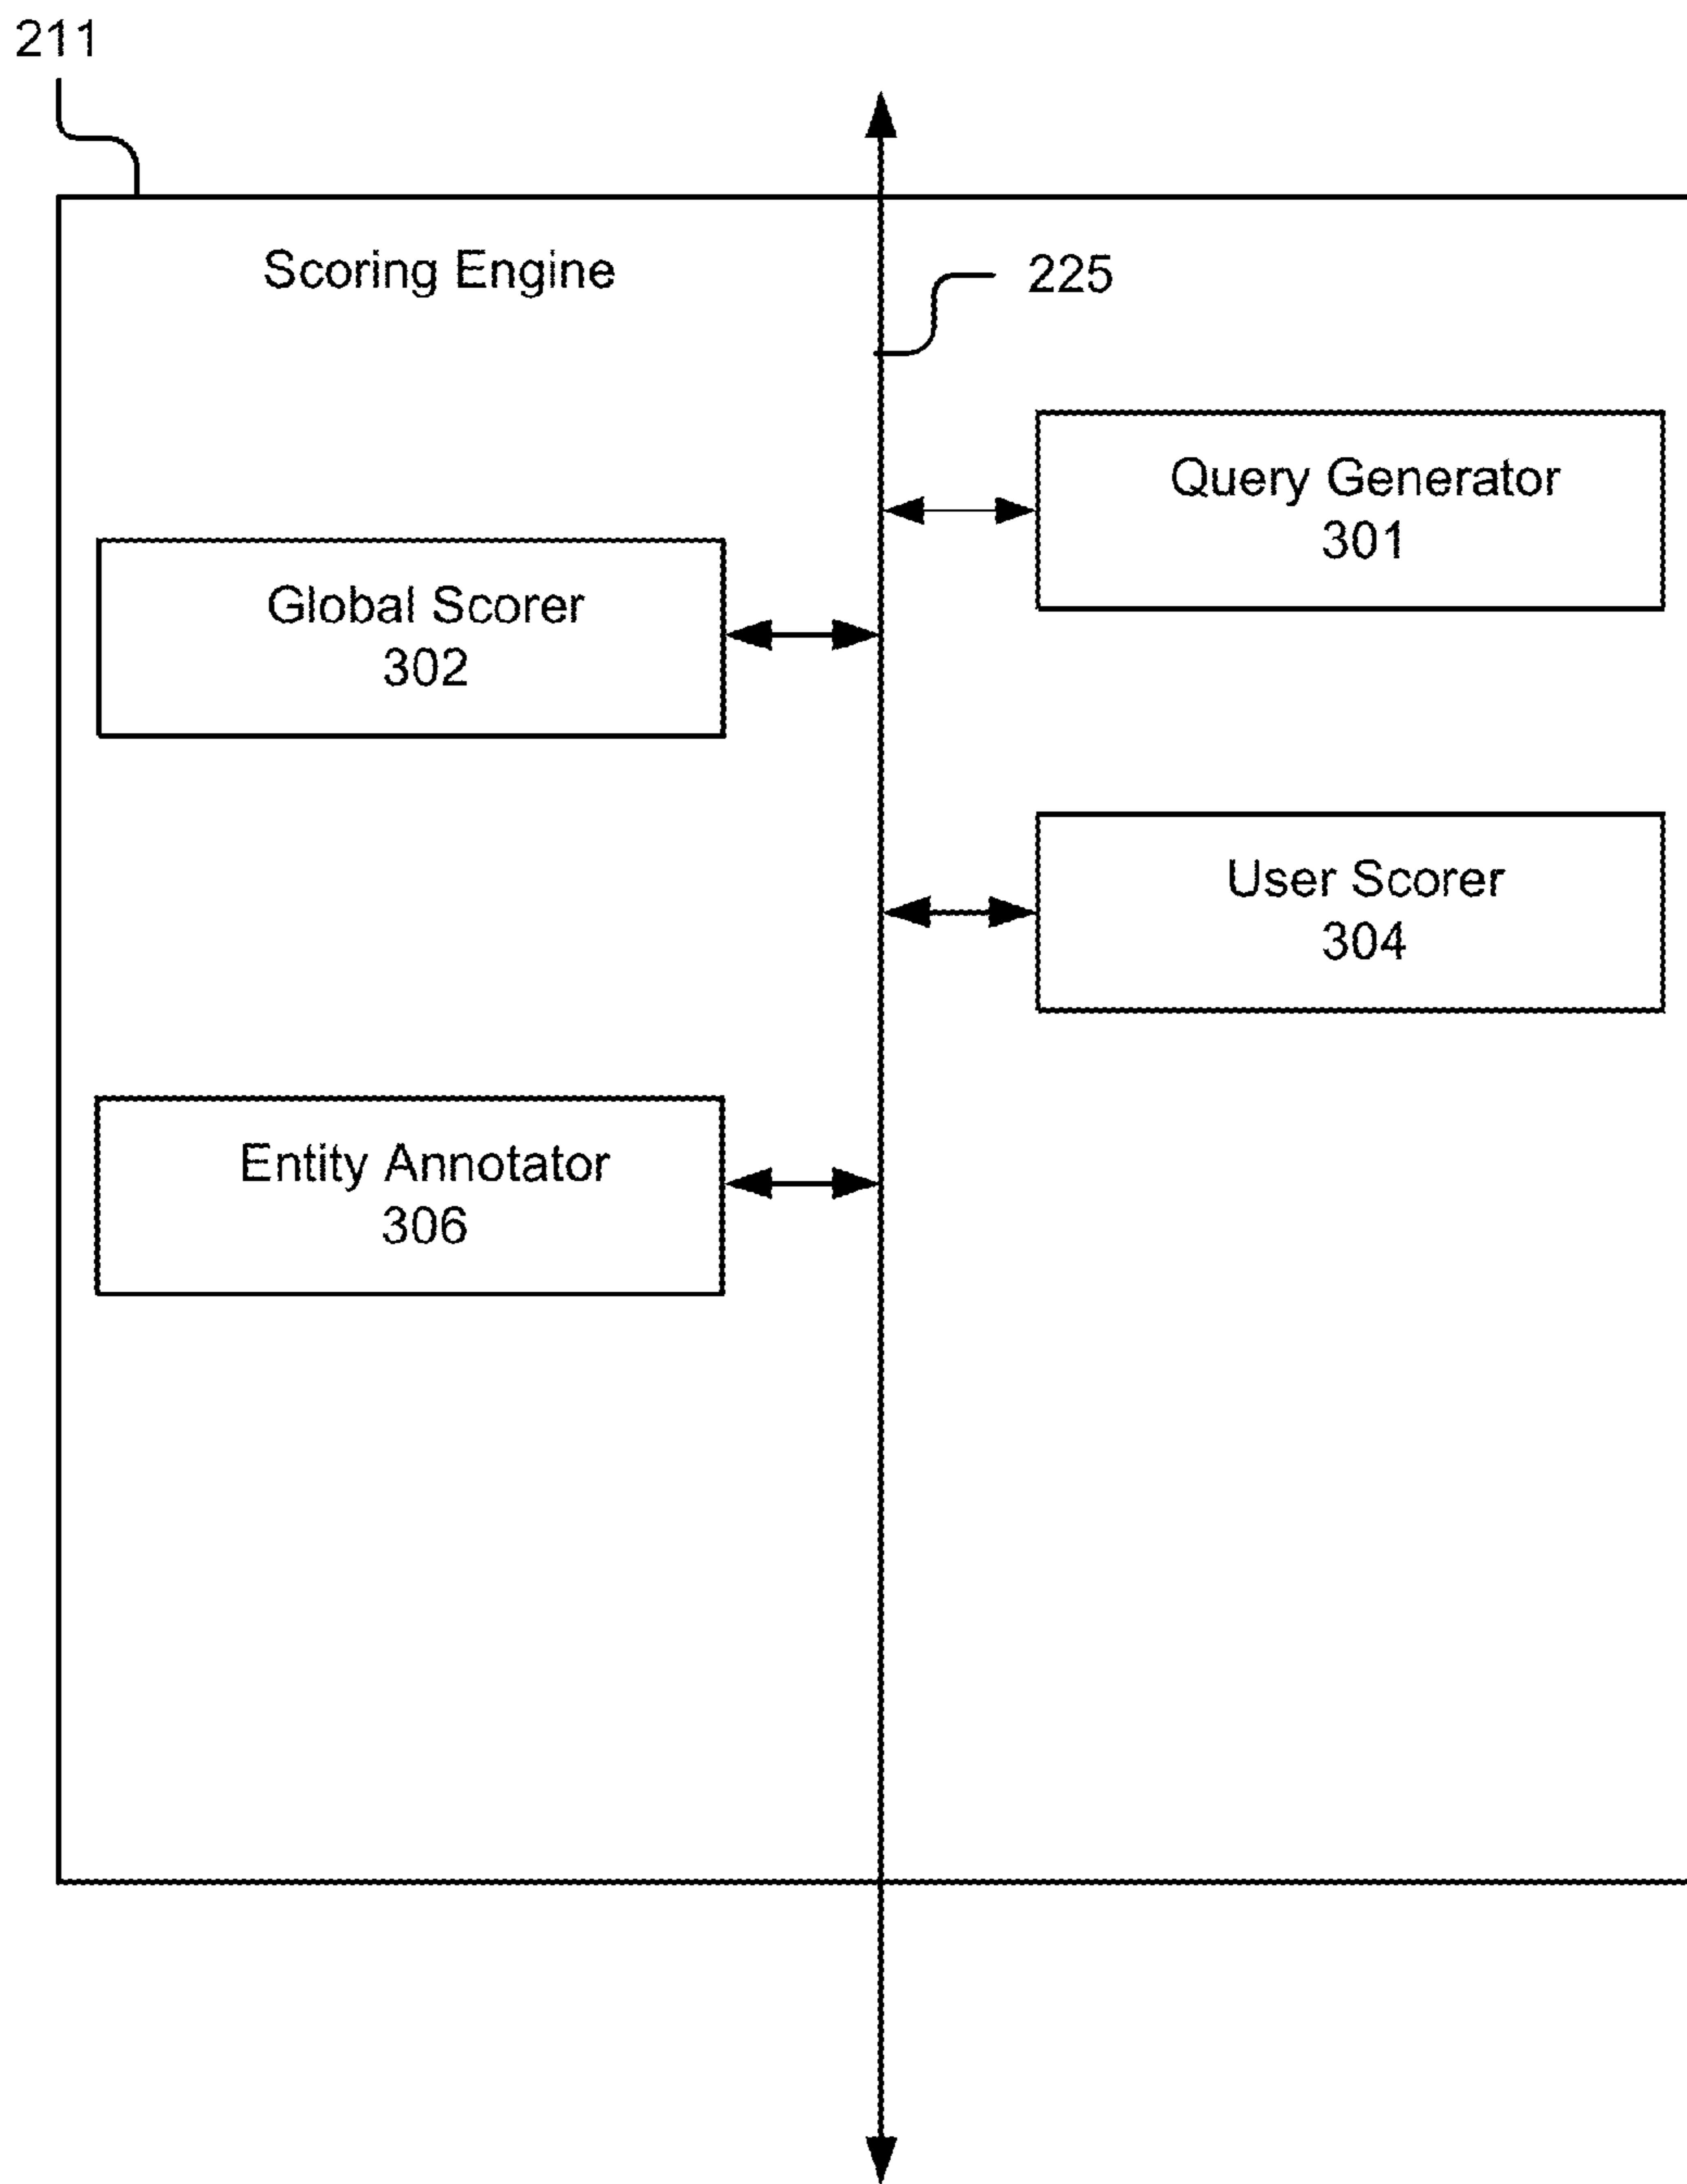 211
Scoring Engine
225
Query Generator
301
Global Scorer
302
User Scorer
304
Entity Annotator
306